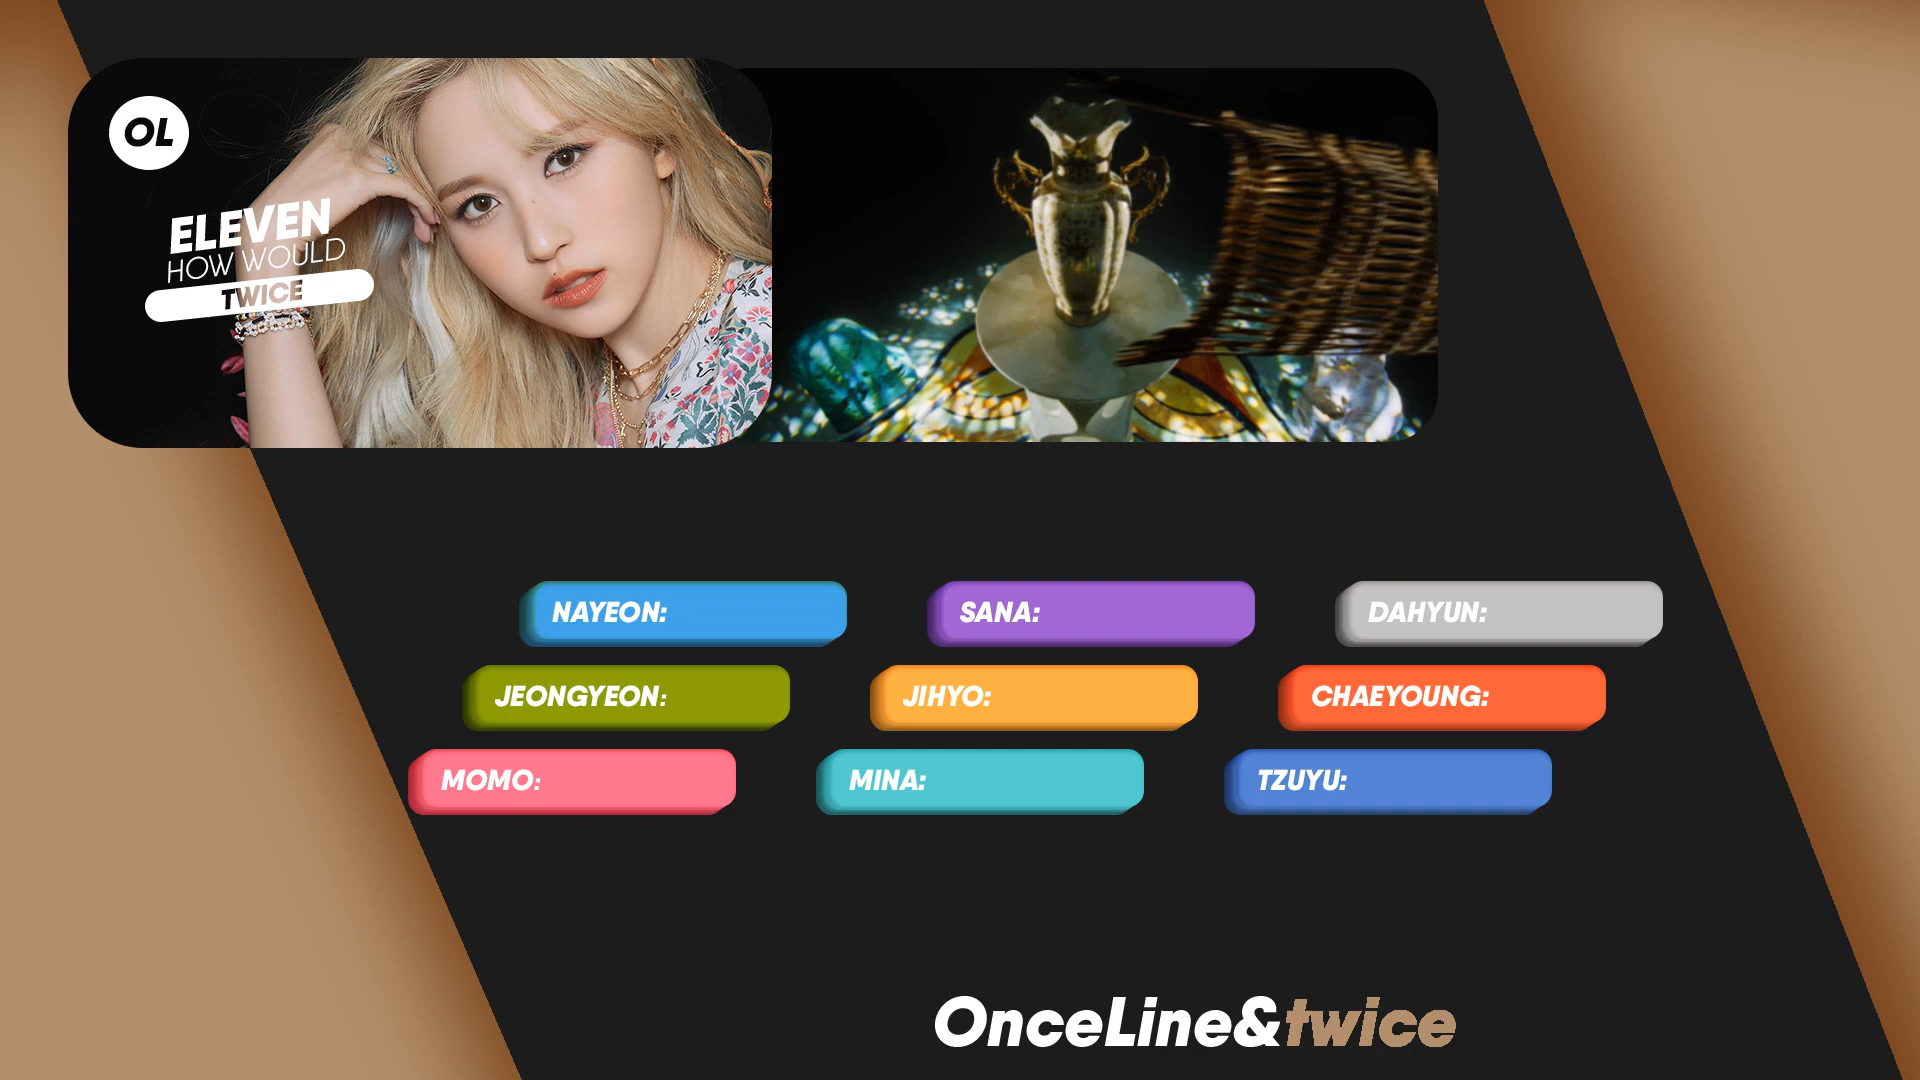 OL
ELEVEN
HOW WOULD
TWICE
NAYEON:
SANA:
DAHYUN:
JEONGYEON:
JIHYO:
CHAEYOUNG:
MOMO:
MINA:
TZUYU:
OnceLine&twice